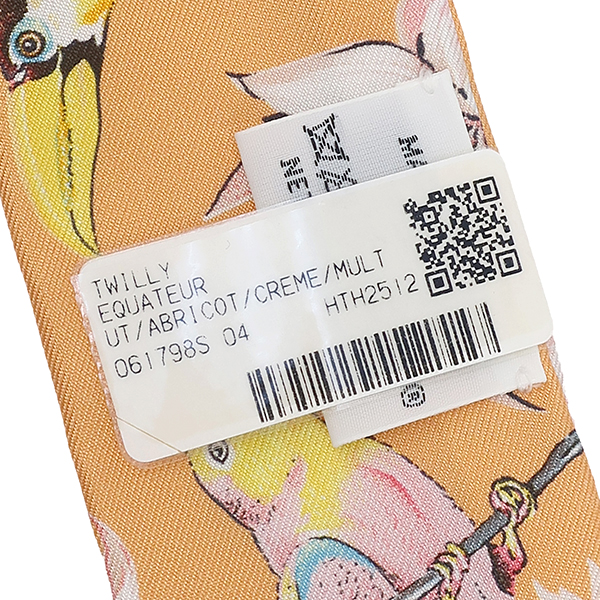 TWILLY
EQUATEUR
UT/ABRICOT/CREME/MULT
061798S 04
HTH2512